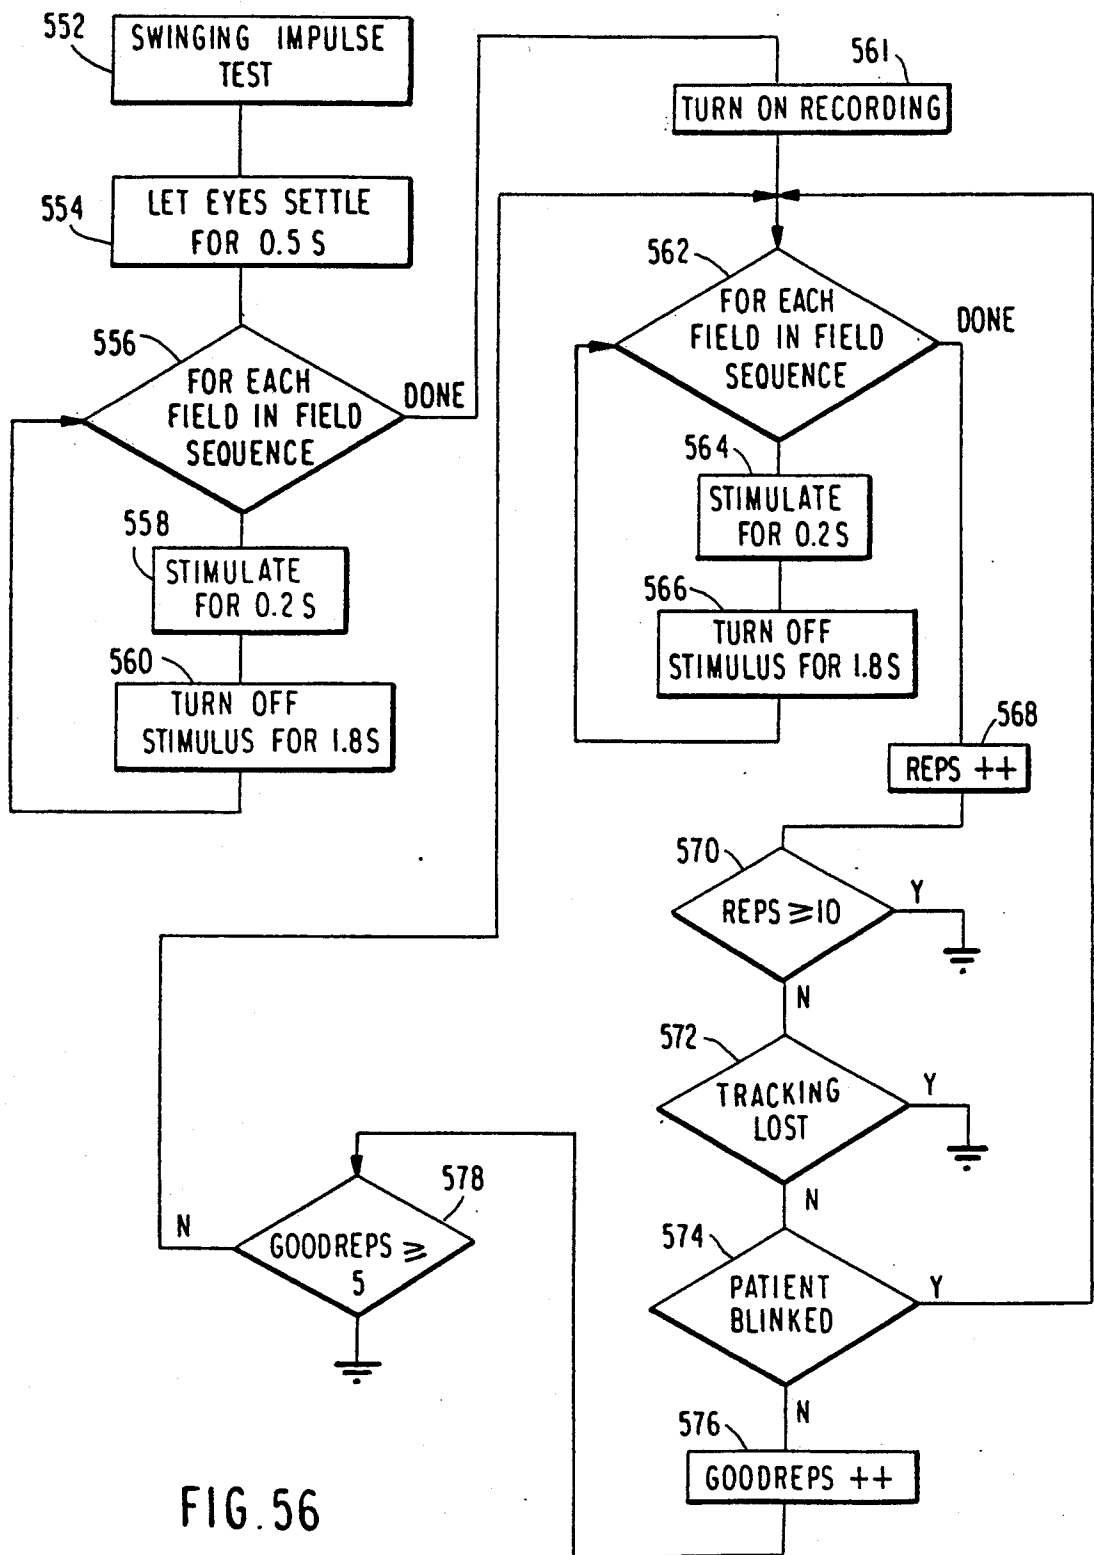 552
SWINGING IMPULSE
TEST
554
LET EYES SETTLE
FOR 0.5 S
556
FOR EACH
FIELD IN FIELD
SEQUENCE
DONE
558
STIMULATE
FOR 0.2 S
560
TURN OFF
STIMULUS FOR 1.8 S
561
TURN ON RECORDING
562
FOR EACH
FIELD IN FIELD
SEQUENCE
DONE
564
STIMULATE
FOR 0.2 S
566
TURN OFF
STIMULUS FOR 1.8 S
568
REPS ++
570
REPS ≥ 10
Y
N
572
TRACKING
LOST
Y
N
574
PATIENT
BLINKED
Y
N
576
GOODREPS ++
578
GOODREPS ≥
5
N
FIG. 56